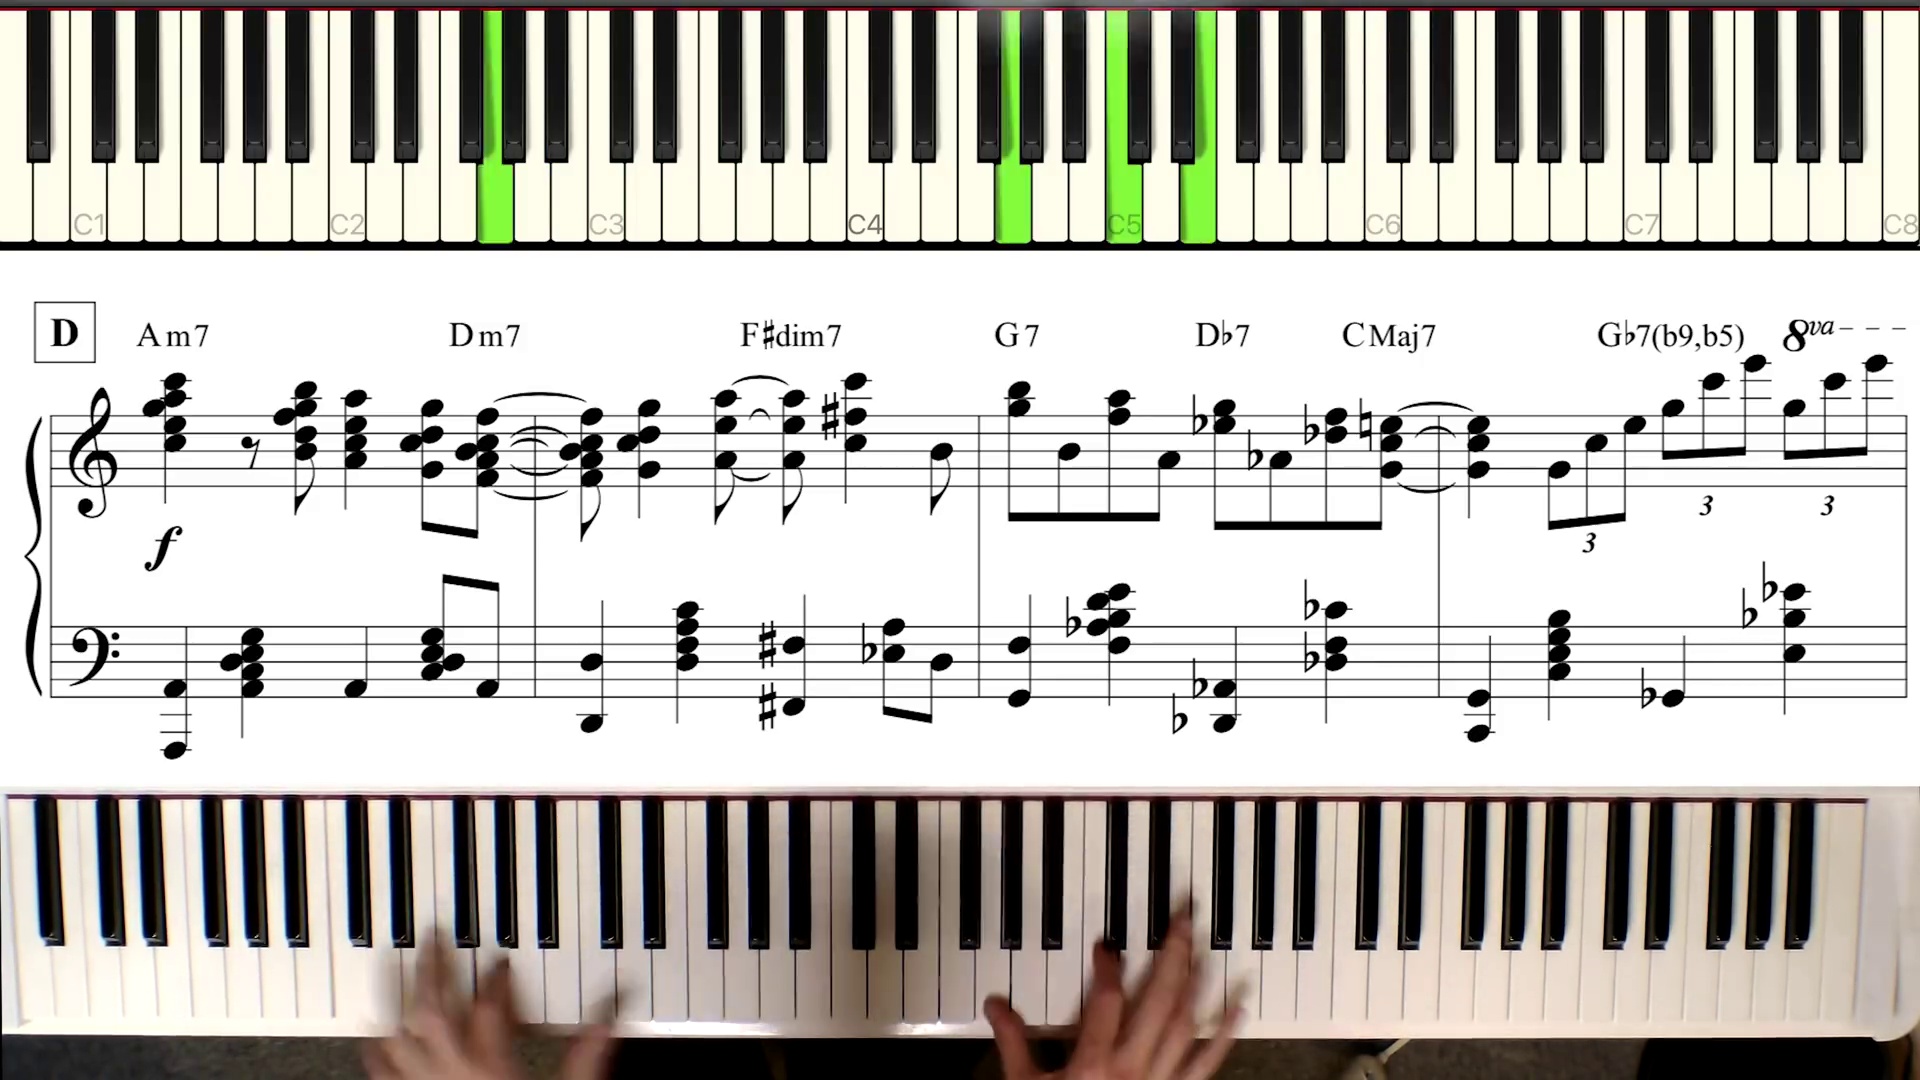 C1 C2 C3 C4 C5 C6 C7 C8
D Am7 Dm7 F♯dim7 G7 D♭7 CMaj7 G♭7(b9,b5) 8va
3 3
f 3